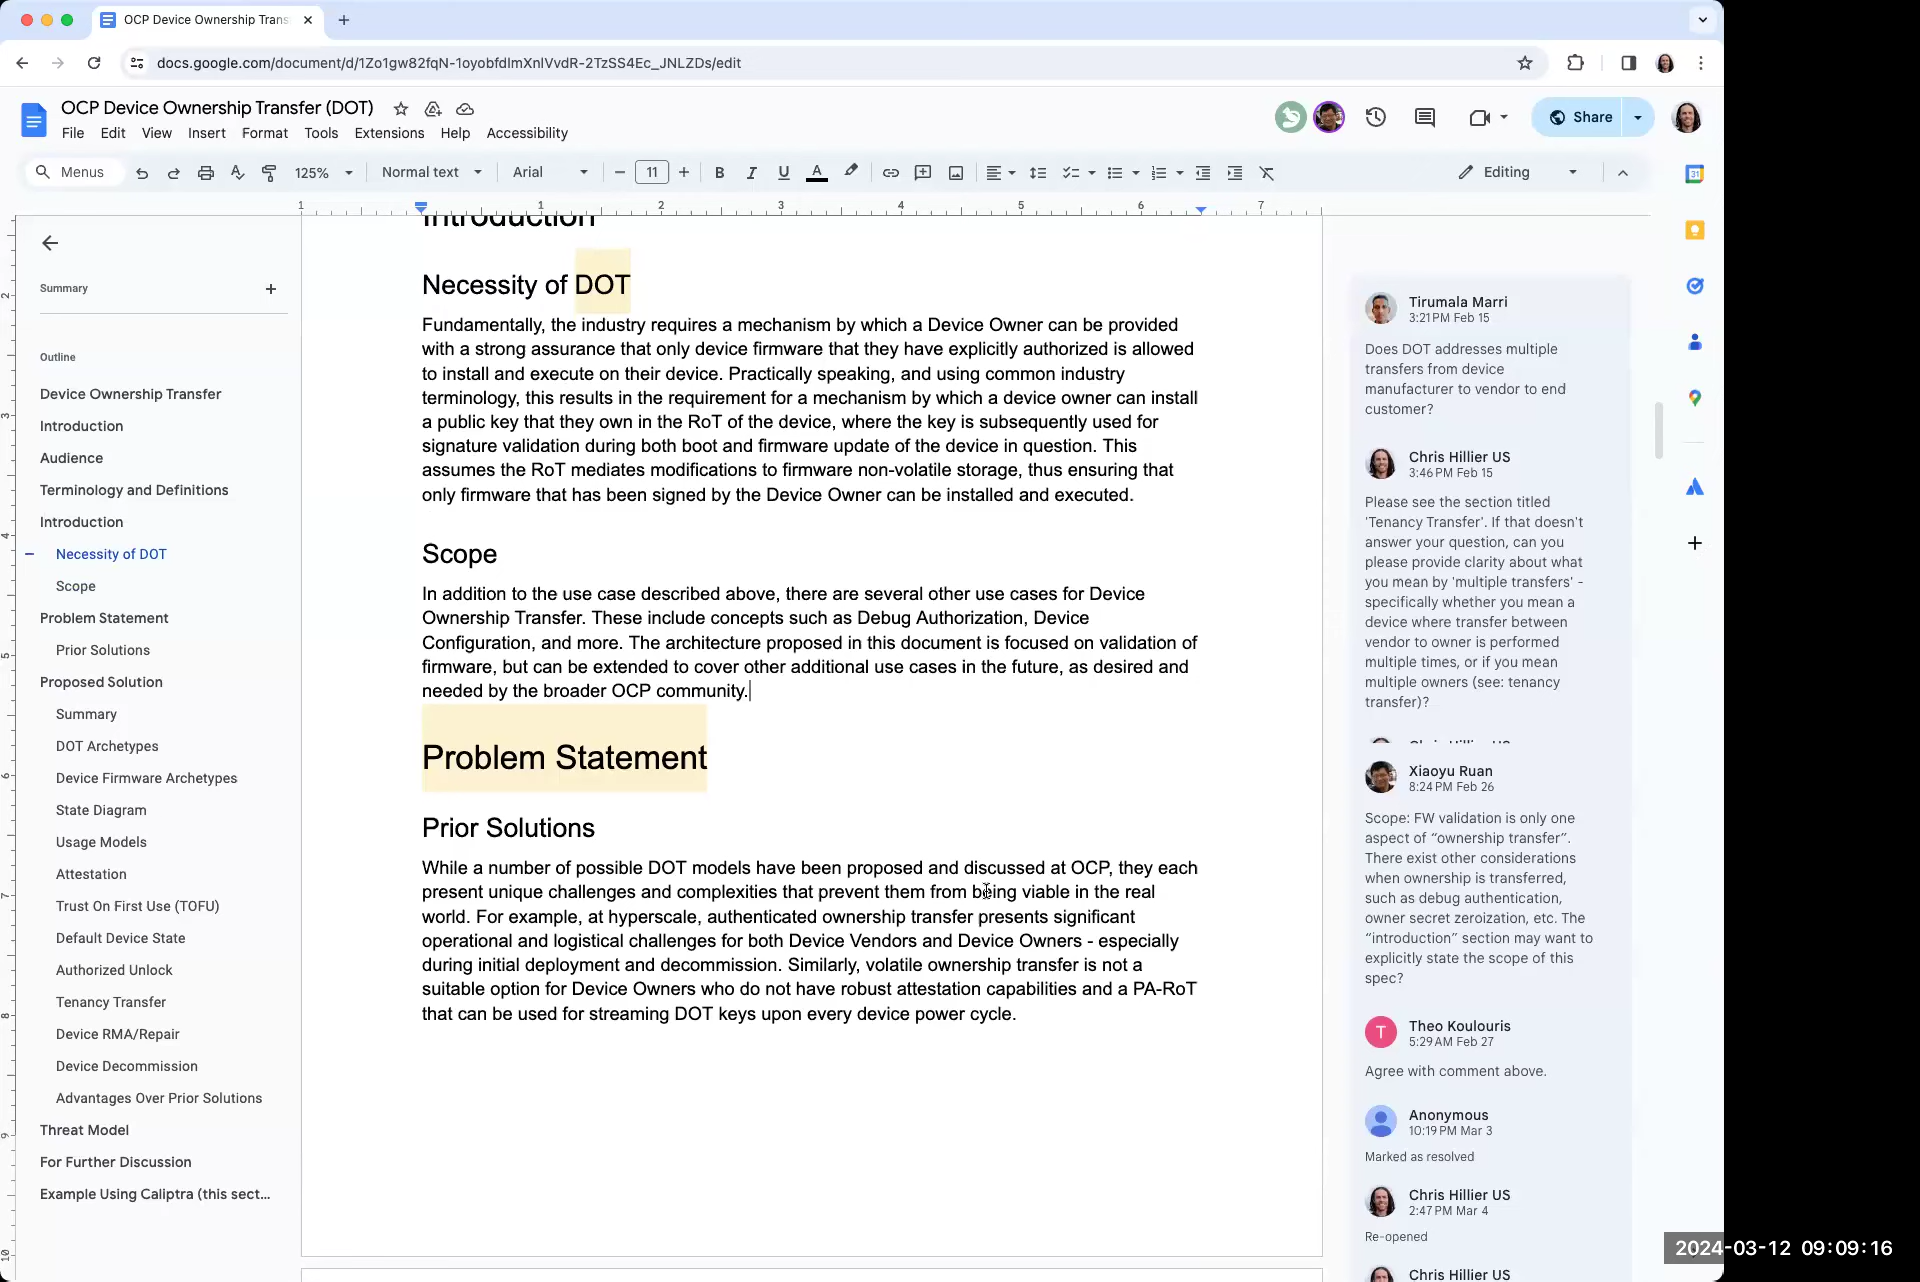 OCP Device Ownership Trans
docs.google.com/document/d/1Zo1gw82fqN-1oyobfdlmXnlVvdR-2TzSS4Ec_JNLZDs/edit
OCP Device Ownership Transfer (DOT)
File Edit View Insert Format Tools Extensions Help Accessibility
Share
Menus
125%
Normal text
Arial
11
B I U A
Editing
31
1 1 2 3 4 5 6 7
2
3
4
5
6
7
8
9
10
Summary
Outline
Device Ownership Transfer
Introduction
Audience
Terminology and Definitions
Introduction
Necessity of DOT
Scope
Problem Statement
Prior Solutions
Proposed Solution
Summary
DOT Archetypes
Device Firmware Archetypes
State Diagram
Usage Models
Attestation
Trust On First Use (TOFU)
Default Device State
Authorized Unlock
Tenancy Transfer
Device RMA/Repair
Device Decommission
Advantages Over Prior Solutions
Threat Model
For Further Discussion
Example Using Caliptra (this sect...
Introduction
Necessity of DOT
Fundamentally, the industry requires a mechanism by which a Device Owner can be provided
with a strong assurance that only device firmware that they have explicitly authorized is allowed
to install and execute on their device. Practically speaking, and using common industry
terminology, this results in the requirement for a mechanism by which a device owner can install
a public key that they own in the RoT of the device, where the key is subsequently used for
signature validation during both boot and firmware update of the device in question. This
assumes the RoT mediates modifications to firmware non-volatile storage, thus ensuring that
only firmware that has been signed by the Device Owner can be installed and executed.
Scope
In addition to the use case described above, there are several other use cases for Device
Ownership Transfer. These include concepts such as Debug Authorization, Device
Configuration, and more. The architecture proposed in this document is focused on validation of
firmware, but can be extended to cover other additional use cases in the future, as desired and
needed by the broader OCP community.
Problem Statement
Prior Solutions
While a number of possible DOT models have been proposed and discussed at OCP, they each
present unique challenges and complexities that prevent them from being viable in the real
world. For example, at hyperscale, authenticated ownership transfer presents significant
operational and logistical challenges for both Device Vendors and Device Owners - especially
during initial deployment and decommission. Similarly, volatile ownership transfer is not a
suitable option for Device Owners who do not have robust attestation capabilities and a PA-RoT
that can be used for streaming DOT keys upon every device power cycle.
Tirumala Marri
3:21 PM Feb 15
Does DOT addresses multiple
transfers from device
manufacturer to vendor to end
customer?
Chris Hillier US
3:46 PM Feb 15
Please see the section titled
'Tenancy Transfer'. If that doesn't
answer your question, can you
please provide clarity about what
you mean by 'multiple transfers' -
specifically whether you mean a
device where transfer between
vendor to owner is performed
multiple times, or if you mean
multiple owners (see: tenancy
transfer)?
Chris Hillier US
Xiaoyu Ruan
8:24 PM Feb 26
Scope: FW validation is only one
aspect of “ownership transfer”.
There exist other considerations
when ownership is transferred,
such as debug authentication,
owner secret zeroization, etc. The
“introduction” section may want to
explicitly state the scope of this
spec?
T
Theo Koulouris
5:29 AM Feb 27
Agree with comment above.
Anonymous
10:19 PM Mar 3
Marked as resolved
Chris Hillier US
2:47 PM Mar 4
Re-opened
Chris Hillier US
2024-03-12 09:09:16